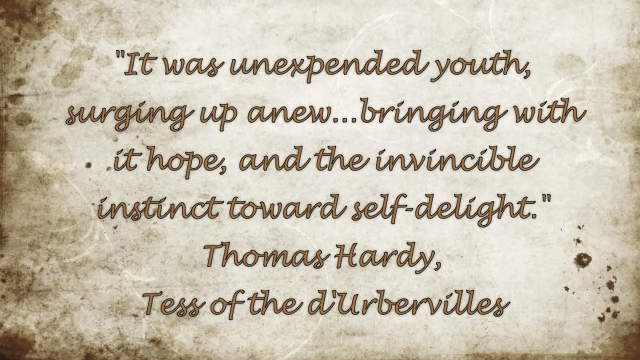 "It was unexpended youth,
surging up anew...bringing with
it hope, and the invincible
instinct toward self-delight."
Thomas Hardy,
Tess of the d'Urbervilles